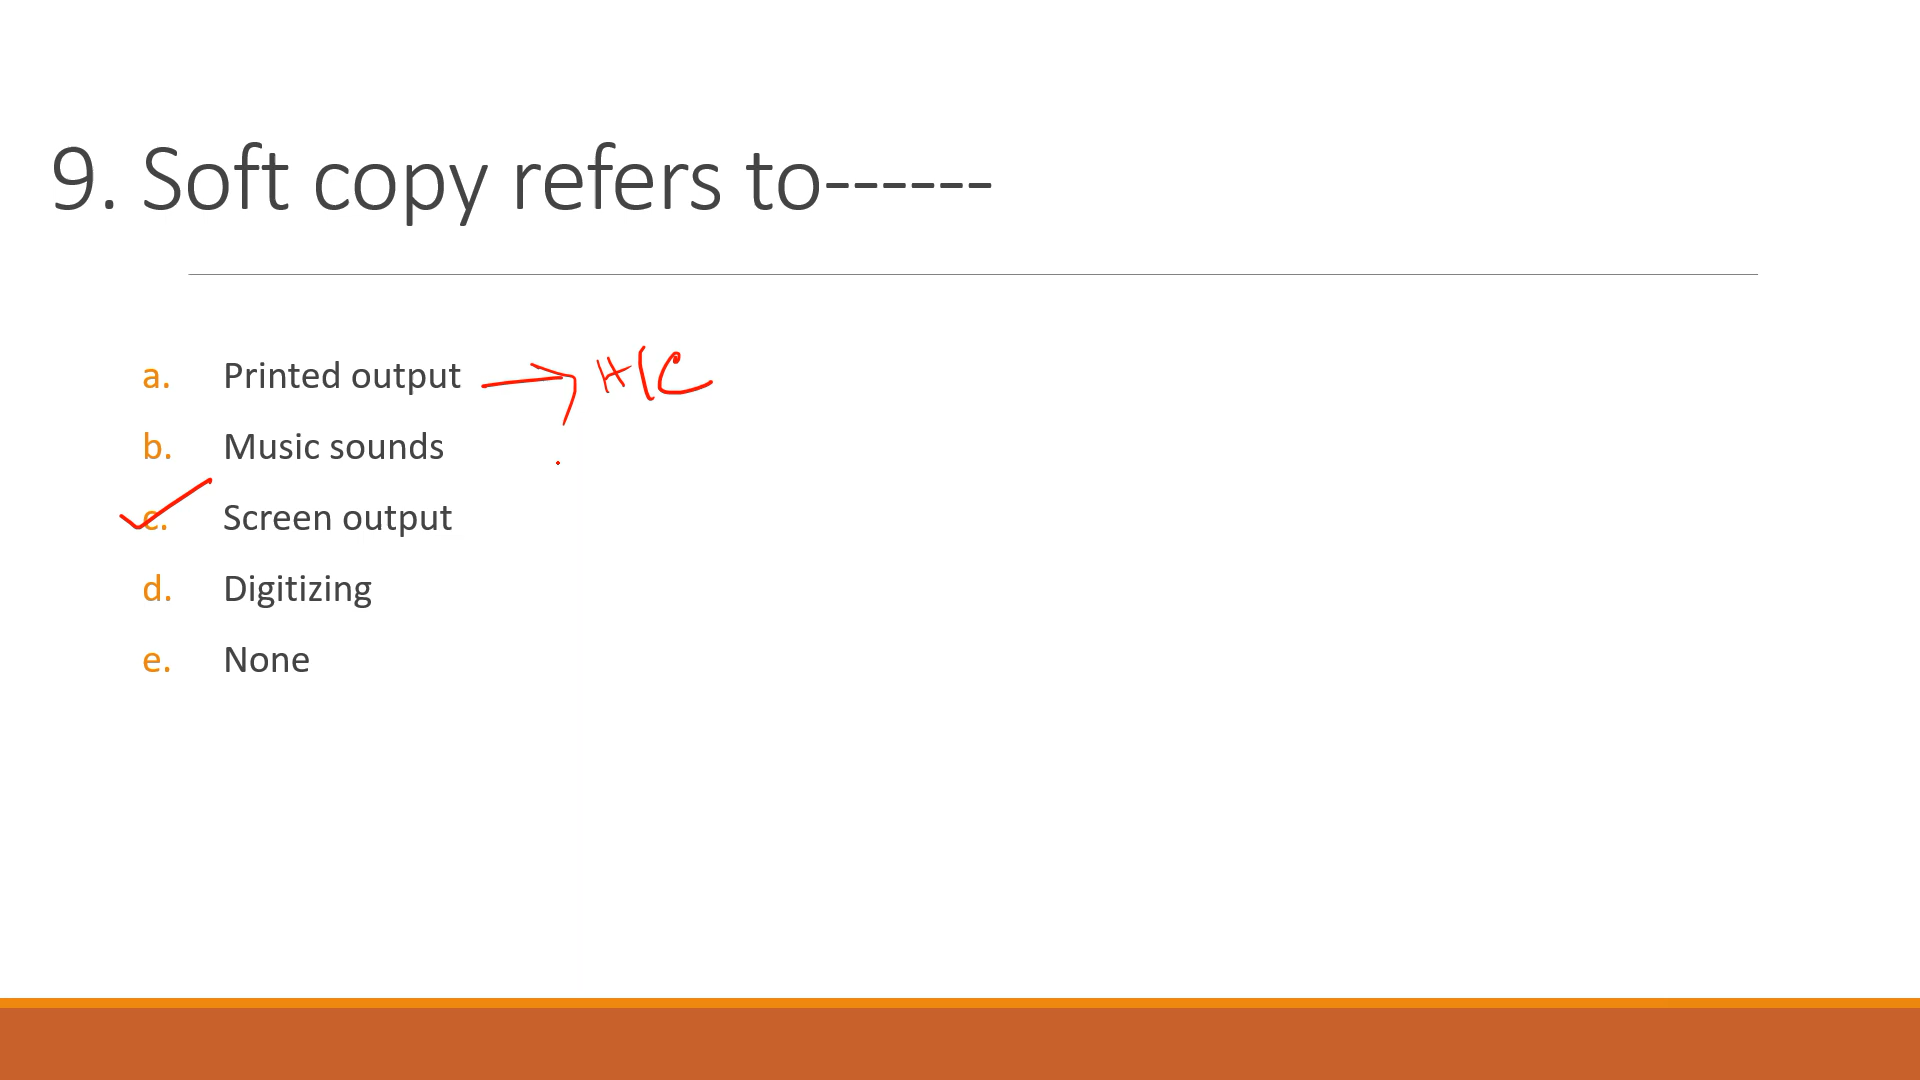 9. Soft copy refers to------
a. Printed output → H/C
b. Music sounds
c. Screen output
d. Digitizing
e. None